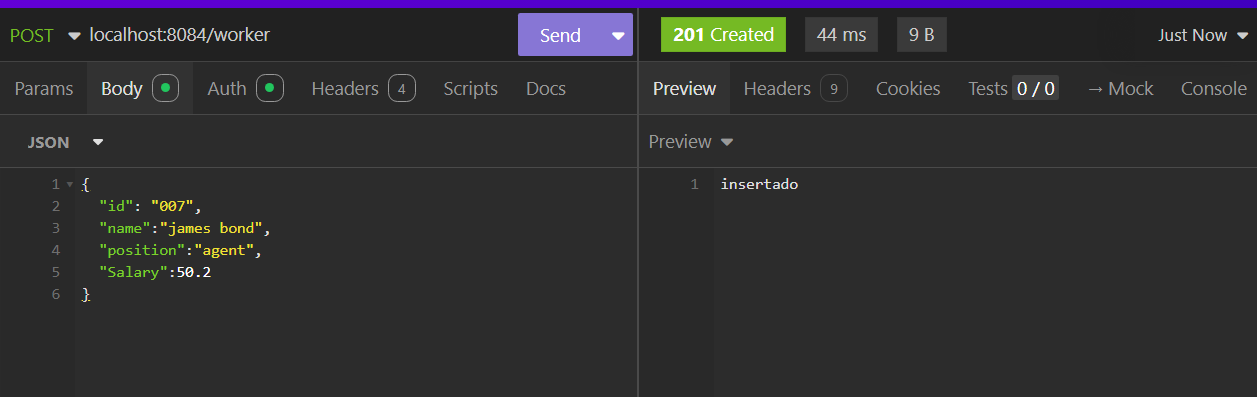 POST localhost:8084/worker Send 201 Created 44 ms 9 B Just Now
Params Body Auth Headers 4 Scripts Docs Preview Headers 9 Cookies Tests 0 / 0 → Mock Console
JSON Preview
1 {
2 "id": "007",
3 "name":"james bond",
4 "position":"agent",
5 "Salary":50.2
6 }
1 insertado